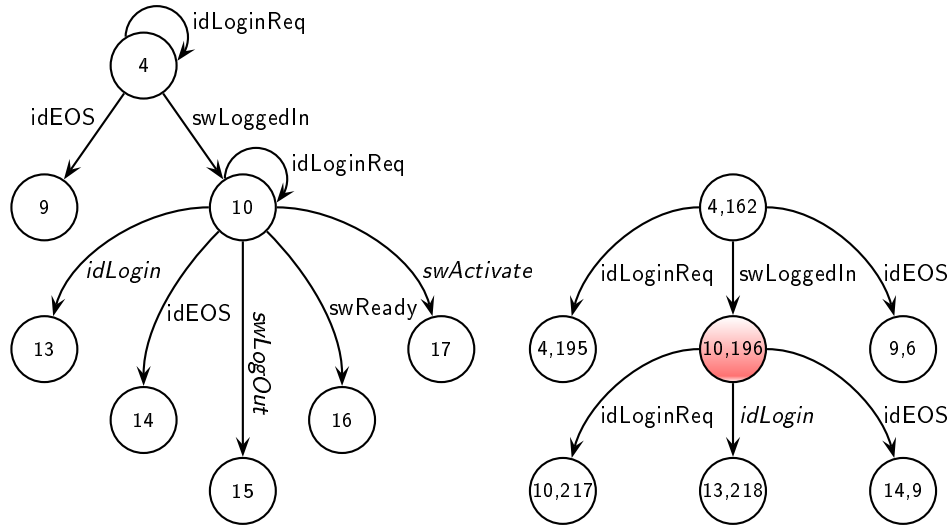 idLoginReq
4
idEOS
swLoggedIn
idLoginReq
9
10
4,162
idLogin
swActivate
idLoginReq
swLoggedIn
idEOS
idEOS
swReady
swLogOut
13
17
4,195
10,196
9,6
14
16
idLoginReq
idLogin
idEOS
15
10,217
13,218
14,9